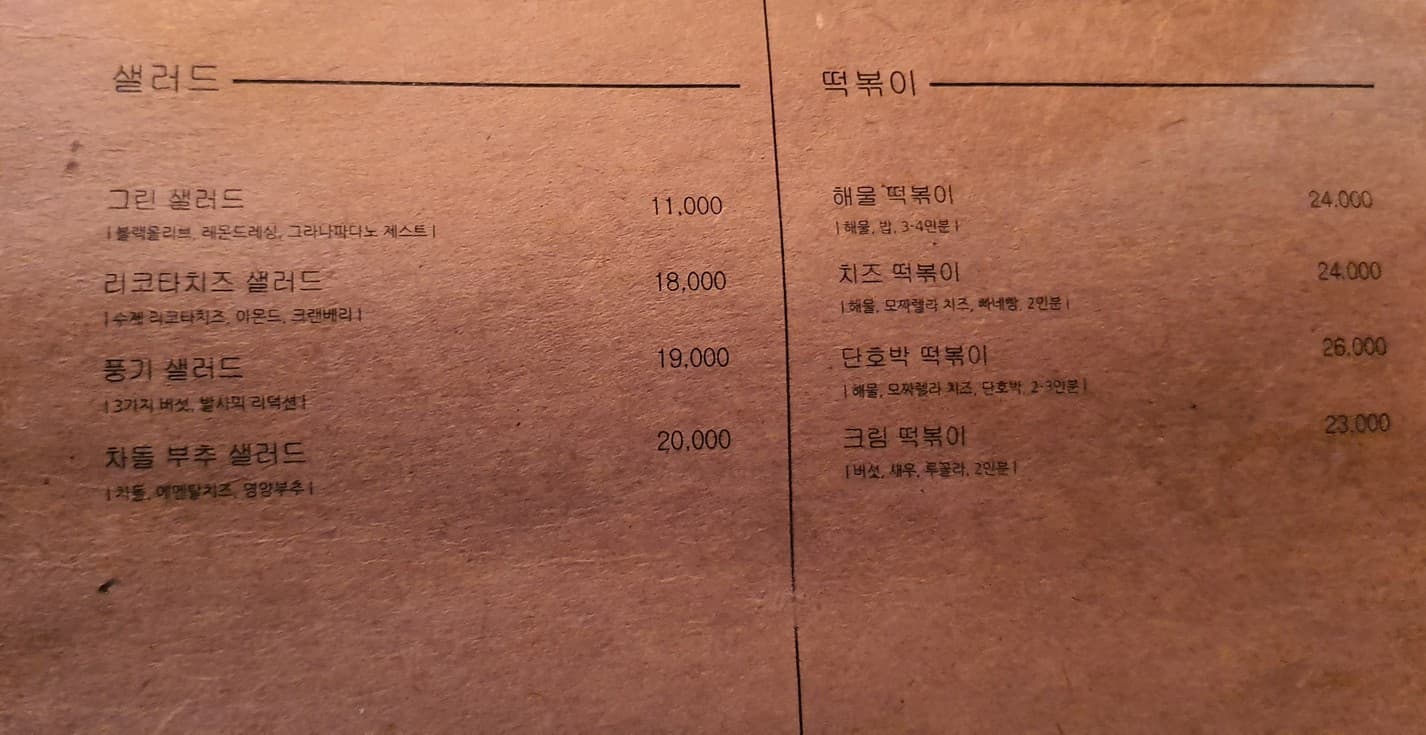 샐러드
그린 샐러드 11,000
|블랙올리브, 레몬드레싱, 그라나파다노 제스트|
리코타치즈 샐러드 18,000
|수제 리코타치즈, 아몬드, 크랜베리|
풍기 샐러드 19,000
|3가지 버섯, 발사믹 리덕션|
차돌 부추 샐러드 20,000
|차돌, 에멘탈치즈, 영양부추|
떡볶이
해물 떡볶이 24,000
|해물, 밥, 3-4인분|
치즈 떡볶이 24,000
|해물, 모짜렐라 치즈, 빠네빵, 2인분|
단호박 떡볶이 26,000
|해물, 모짜렐라 치즈, 단호박, 2-3인분|
크림 떡볶이 23,000
|버섯, 새우, 루꼴라, 2인분|